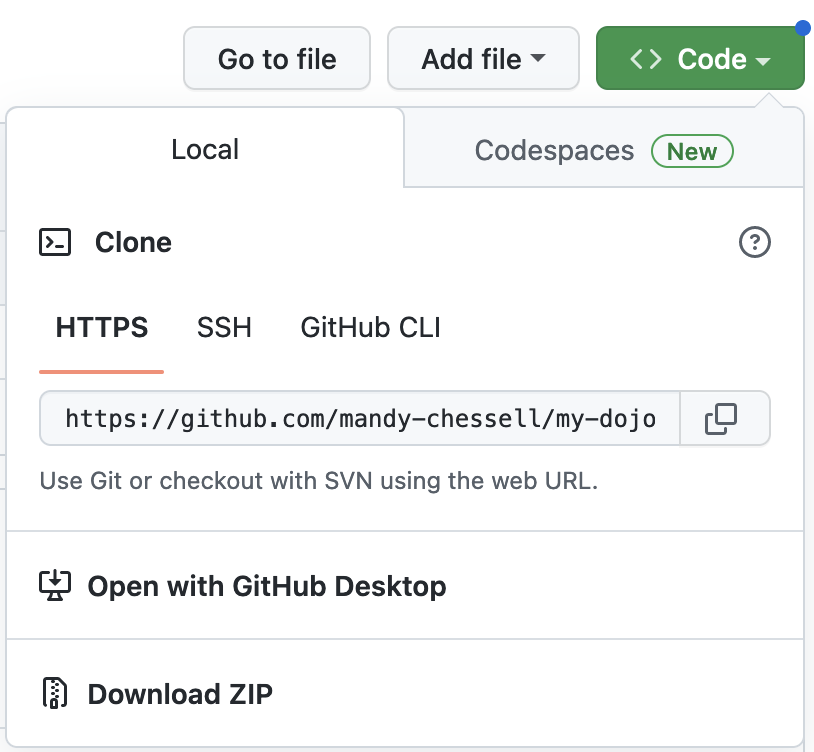 Go to file Add file <> Code
Local Codespaces New
Clone
HTTPS SSH GitHub CLI
https://github.com/mandy-chessell/my-dojo
Use Git or checkout with SVN using the web URL.
Open with GitHub Desktop
Download ZIP